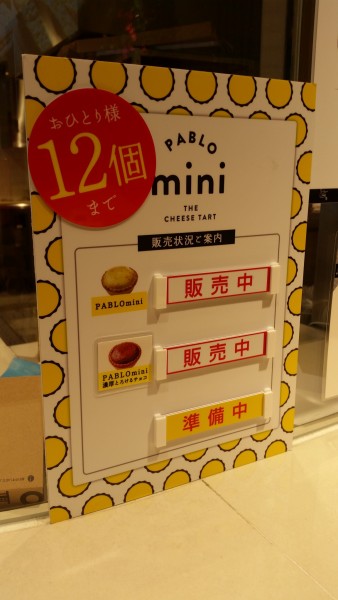 おひとり様
12個
まで
PABLO
mini
THE
CHEESE TART
販売状況ご案内
PABLOmini
販売中
PABLOmini
濃厚とろけるチョコ
販売中
準備中